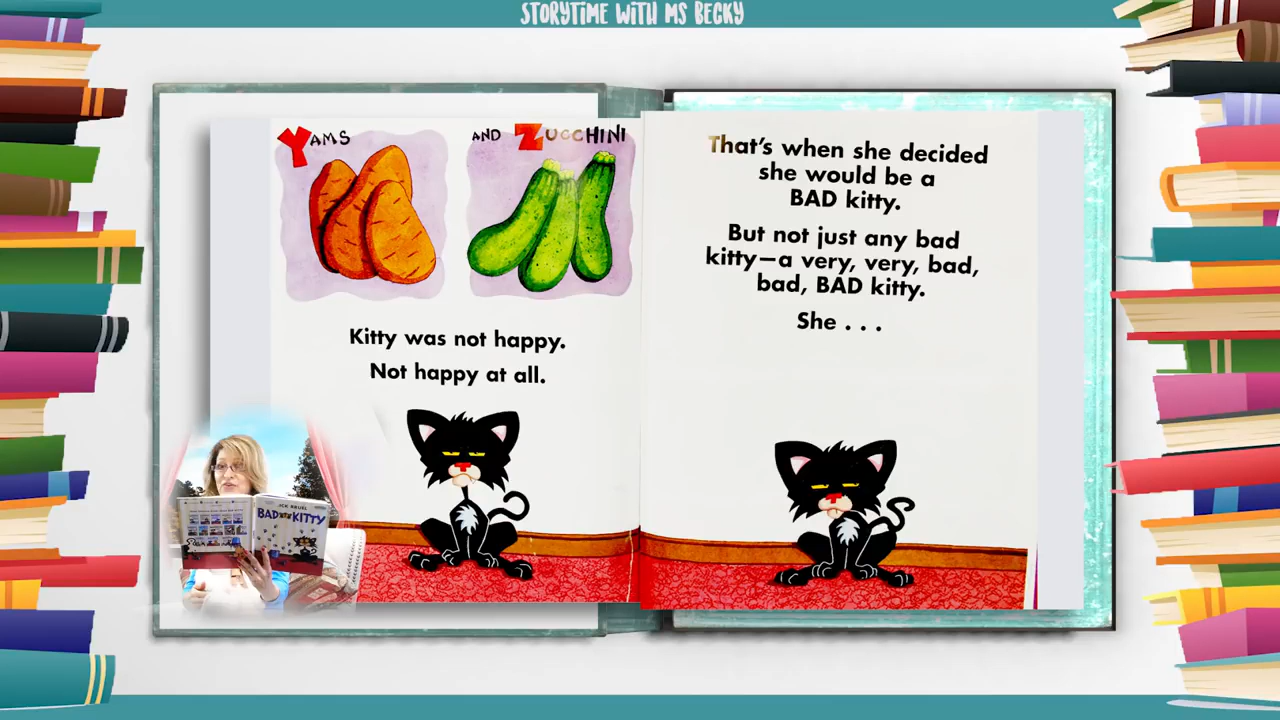 STORYTIME WITH MS BECKY
YAMS
AND ZUCCHINI
Kitty was not happy.
Not happy at all.
That's when she decided
she would be a
BAD kitty.
But not just any bad
kitty—a very, very, bad,
bad, BAD kitty.
She . . .
BAD KITTY